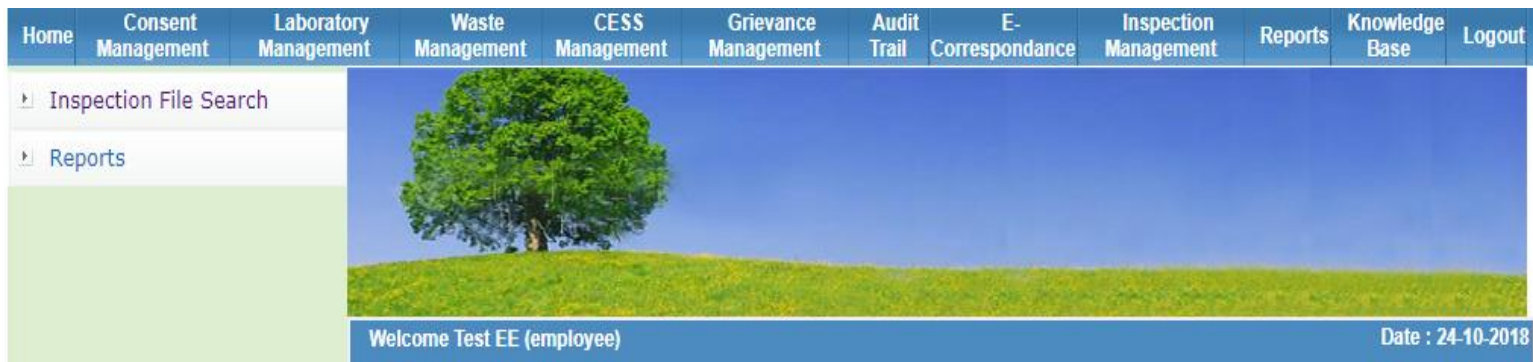 Home
Consent
Management
Laboratory
Management
Waste
Management
CESS
Management
Grievance
Management
Audit
Trail
E-
Correspondance
Inspection
Management
Reports
Knowledge
Base
Logout
Inspection File Search
Reports
Welcome Test EE (employee)
Date : 24-10-2018